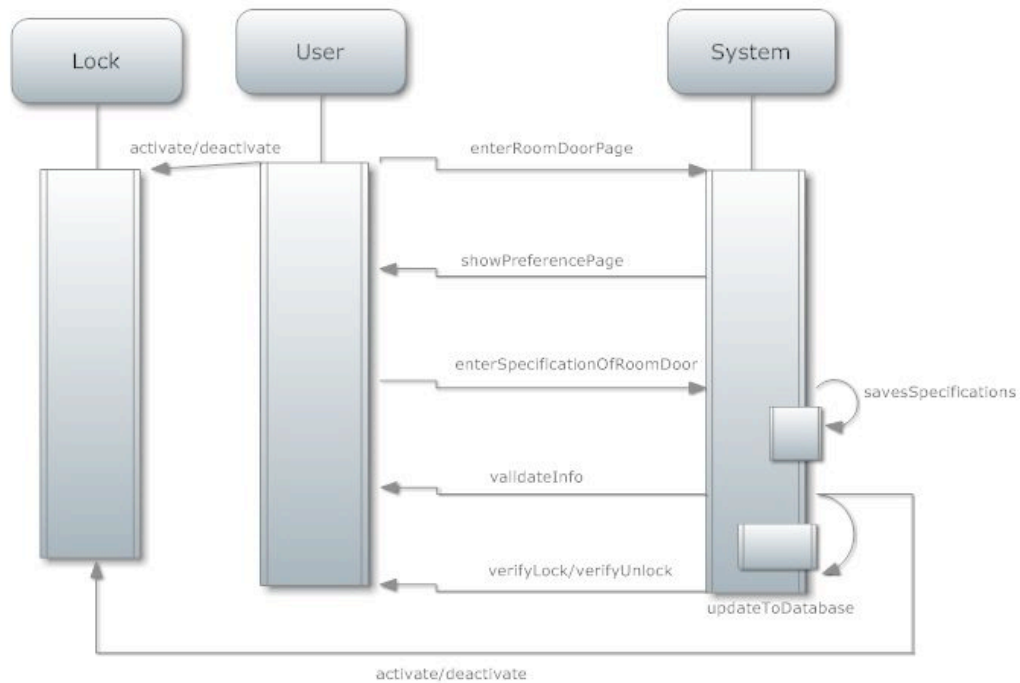 Lock
User
System
activate/deactivate
enterRoomDoorPage
showPreferencePage
enterSpecificationOfRoomDoor
savesSpecifications
validateInfo
verifyLock/verifyUnlock
updateToDatabase
activate/deactivate